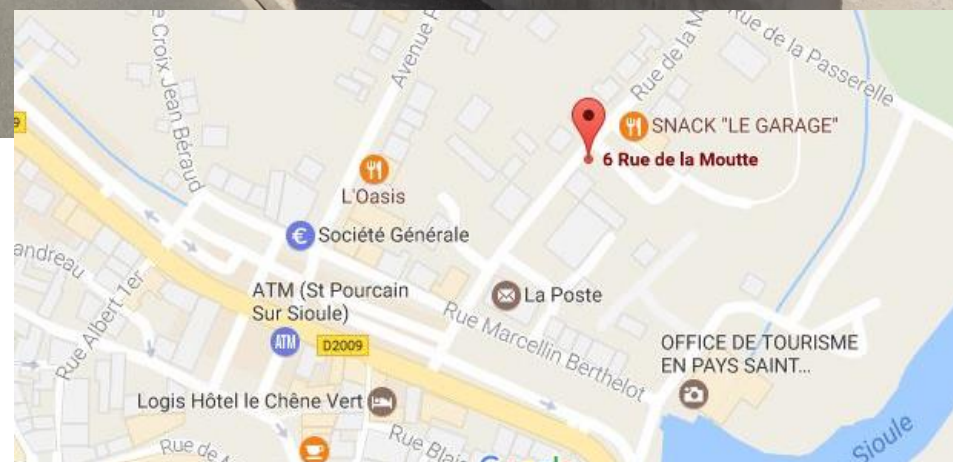 Rue de la Passerelle
Rue de la M
Avenue
Croix Jean Béraud
9
SNACK "LE GARAGE"
6 Rue de la Moutte
L'Oasis
Société Générale
andreau
Rue Albert 1er
ATM (St Pourcain
Sur Sioule)
ATM
D2009
La Poste
Rue Marcellin Berthelot
OFFICE DE TOURISME
EN PAYS SAINT...
Logis Hôtel le Chêne Vert
Rue de
Rue Blai
Sioule